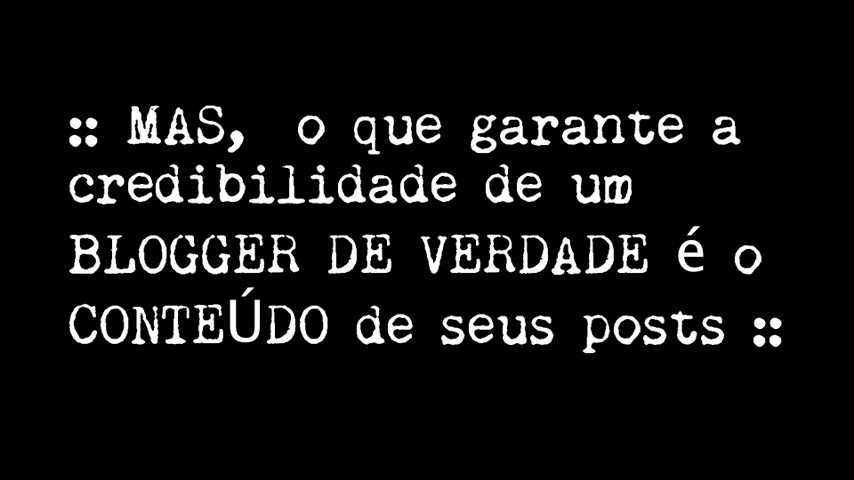 :: MAS, o que garante a
credibilidade de um
BLOGGER DE VERDADE é o
CONTEÚDO de seus posts ::